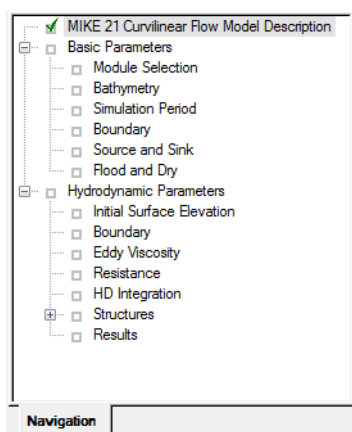 MIKE 21 Curvilinear Flow Model Description
Basic Parameters
Module Selection
Bathymetry
Simulation Period
Boundary
Source and Sink
Flood and Dry
Hydrodynamic Parameters
Initial Surface Elevation
Boundary
Eddy Viscosity
Resistance
HD Integration
Structures
Results
Navigation